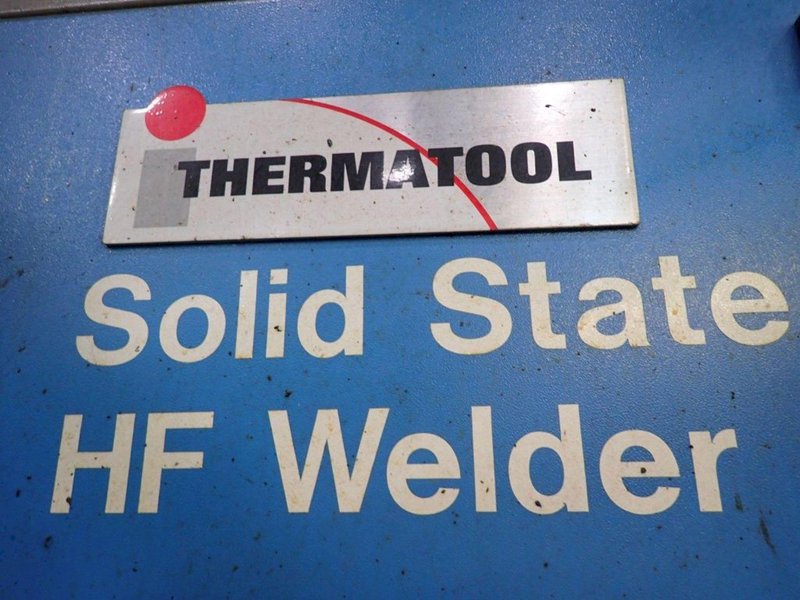 THERMATOOL
Solid State
HF Welder